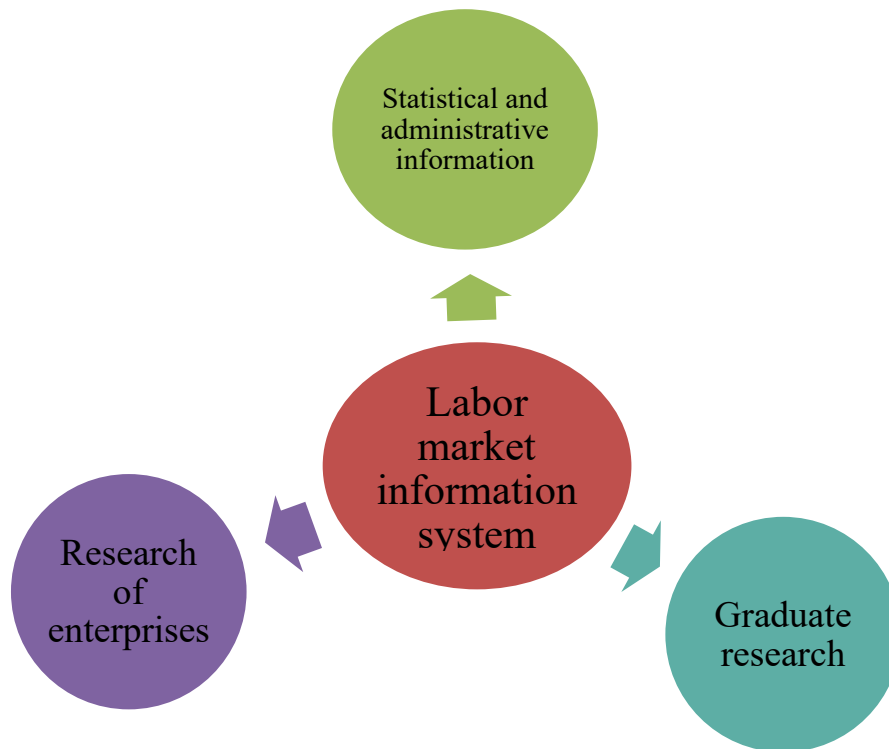 Statistical and
administrative
information
Labor
market
information
system
Research
of
enterprises
Graduate
research